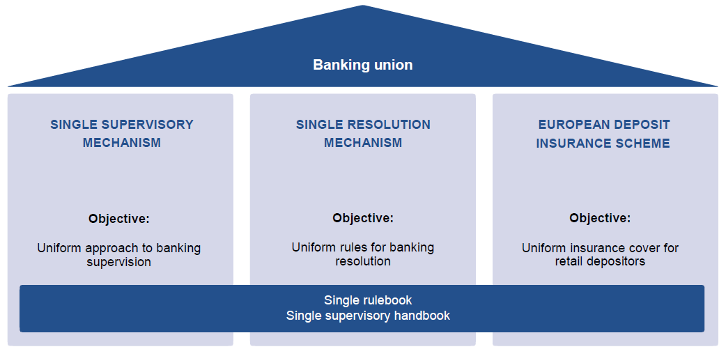 Banking union
SINGLE SUPERVISORY
MECHANISM
Objective:
Uniform approach to banking
supervision
SINGLE RESOLUTION
MECHANISM
Objective:
Uniform rules for banking
resolution
EUROPEAN DEPOSIT
INSURANCE SCHEME
Objective:
Uniform insurance cover for
retail depositors
Single rulebook
Single supervisory handbook